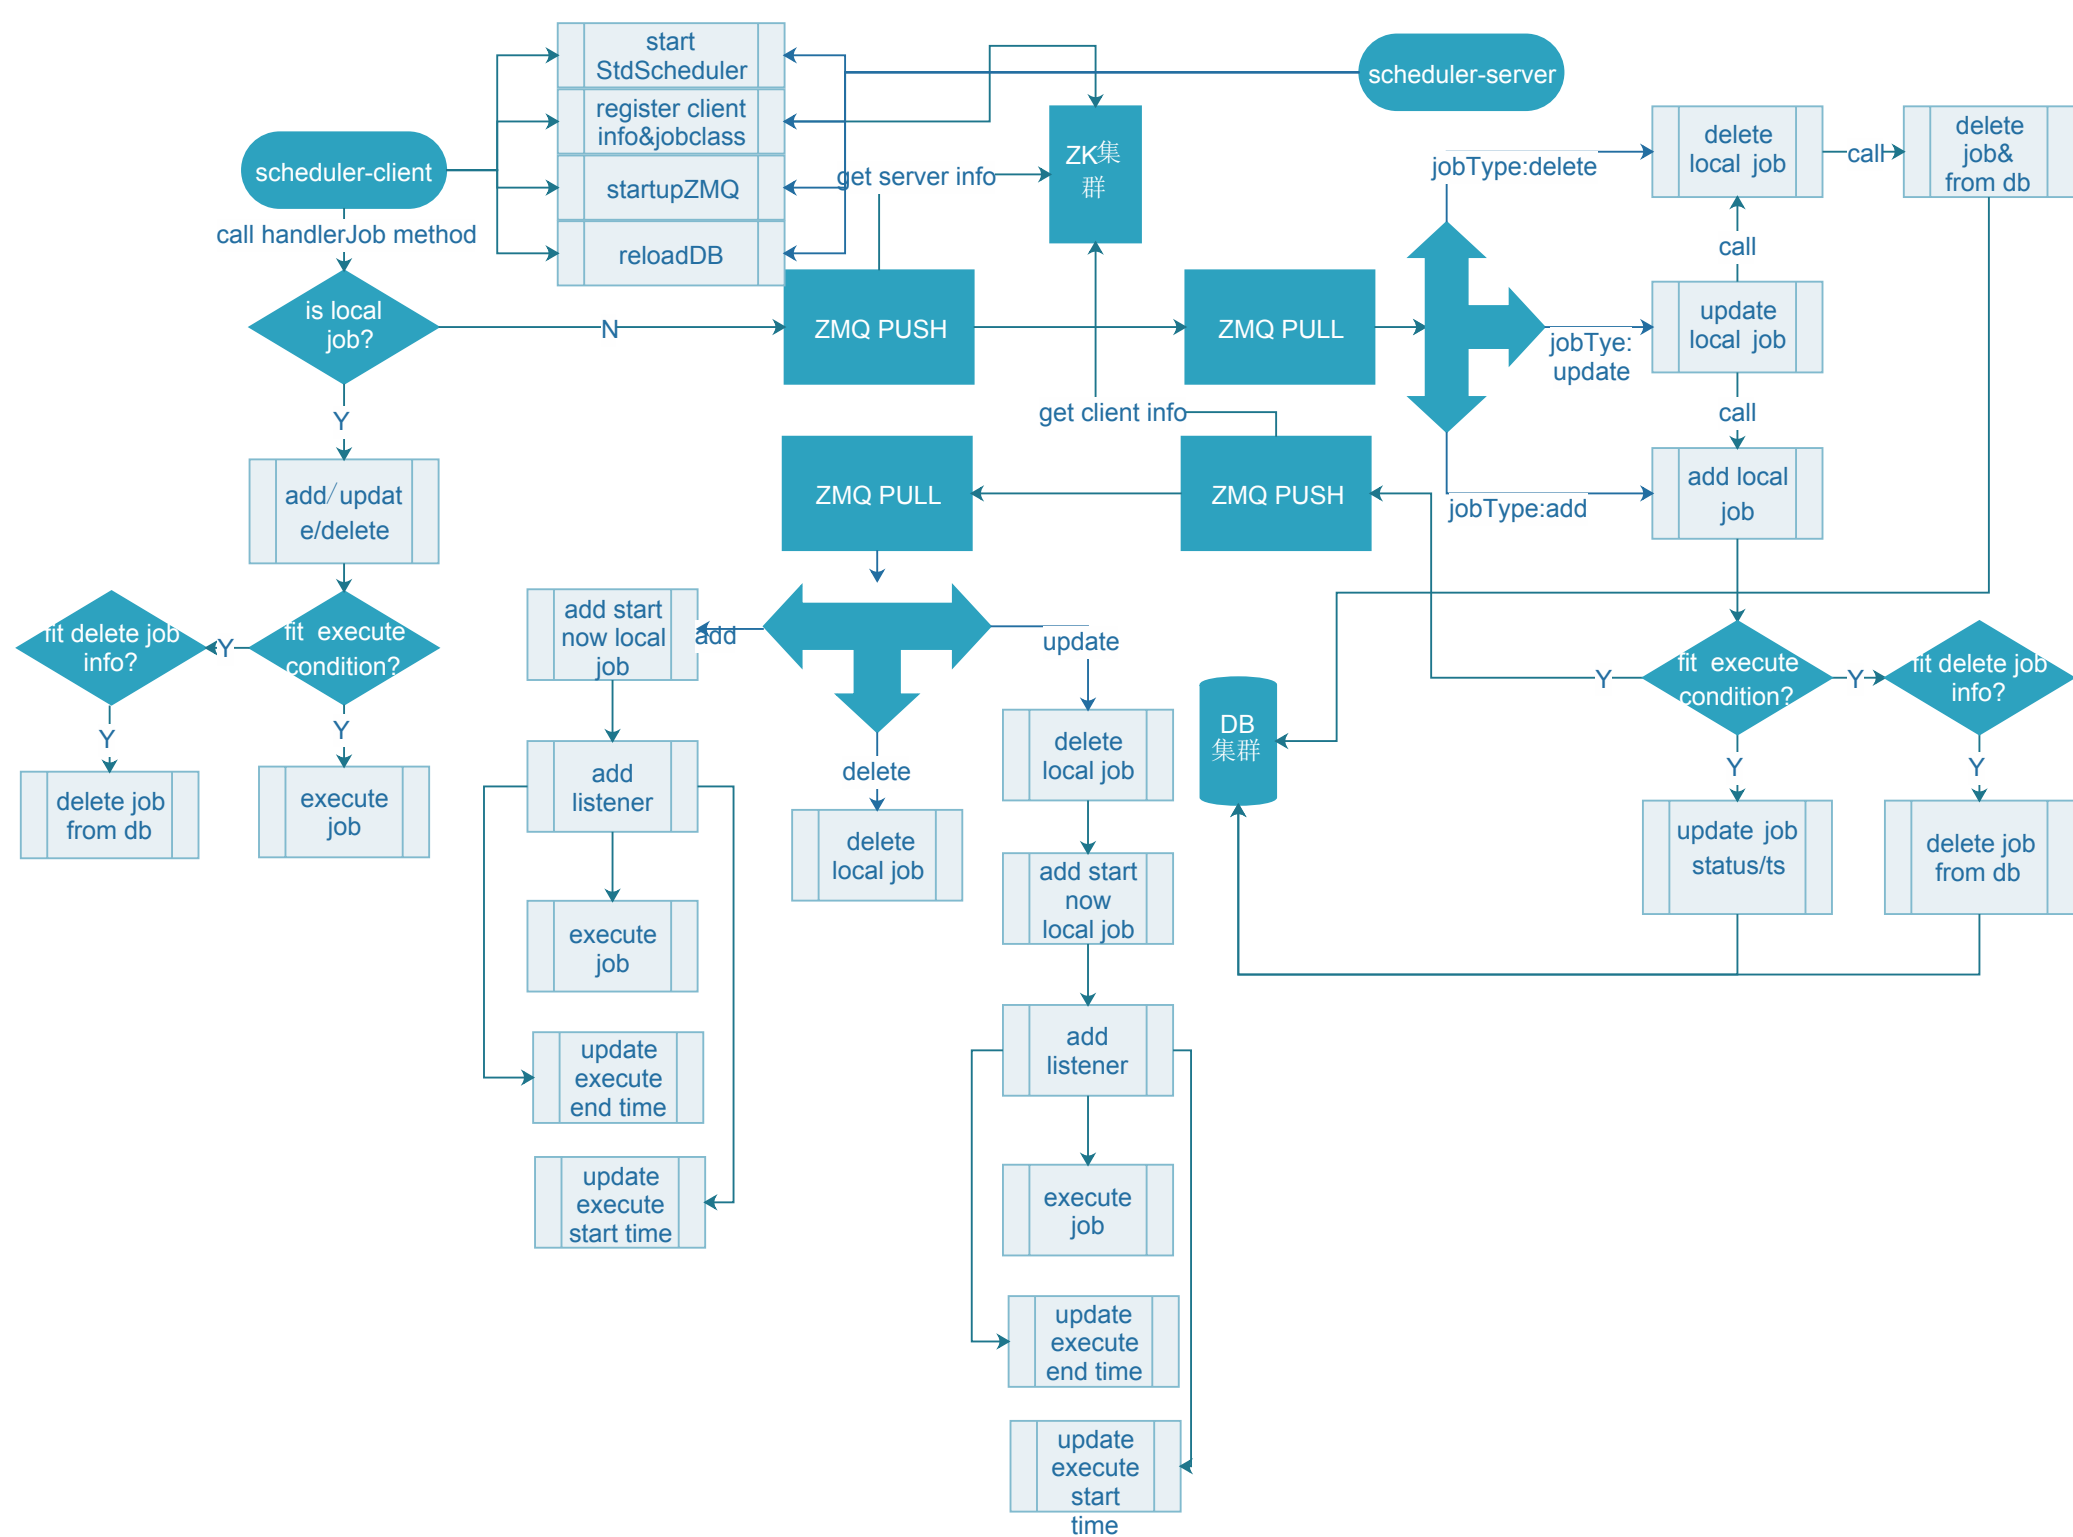 start
StdScheduler
register client
info&jobclass
startupZMQ
reloadDB
scheduler-server
scheduler-client
call handlerJob method
is local
job?
N
Y
add/updat
e/delete
fit execute
condition?
Y
fit delete job
info?
Y
delete job
from db
Y
execute
job
get server info
ZK集
群
ZMQ PUSH
ZMQ PULL
get client info
ZMQ PULL
ZMQ PUSH
jobType:delete
jobTye:
update
jobType:add
delete
local job
call
delete
job&
from db
call
update
local job
call
add local
job
fit execute
condition?
Y
Y
fit delete job
info?
Y
update job
status/ts
Y
delete job
from db
DB
集群
add
add start
now local
job
add
listener
execute
job
update
execute
end time
update
execute
start time
delete
delete
local job
update
delete
local job
add start
now
local job
add
listener
execute
job
update
execute
end time
update
execute
start
time